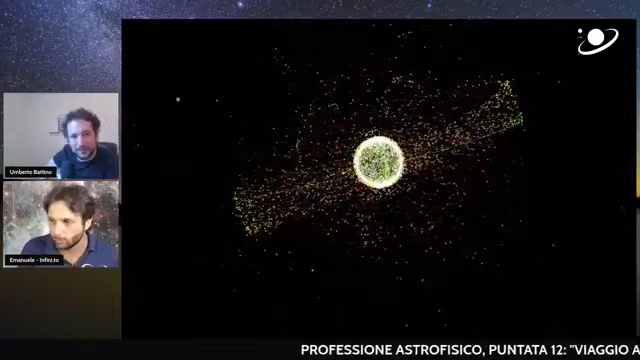 Umberto Battino
Emanuele - Infini.to
PROFESSIONE ASTROFISICO, PUNTATA 12: "VIAGGIO A